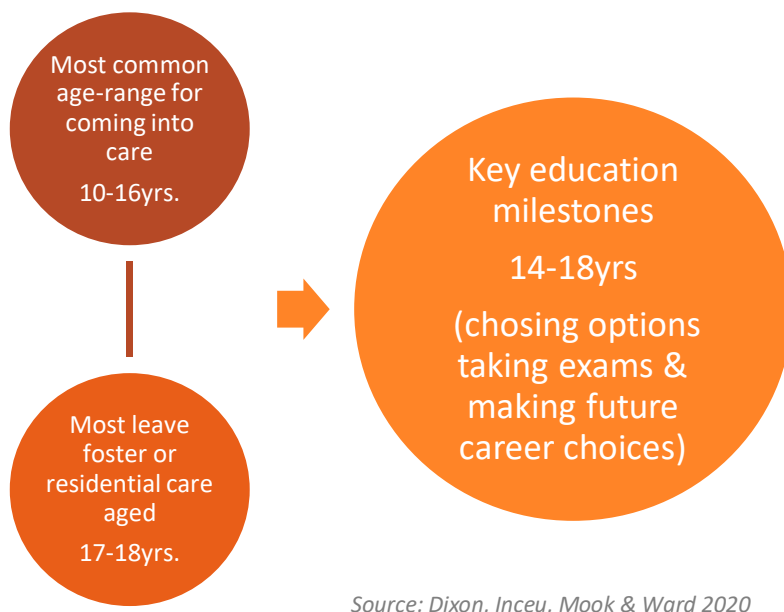 Most common
age-range for
coming into
care
10-16yrs.
Most leave
foster or
residential care
aged
17-18yrs.
Key education
milestones
14-18yrs
(chosing options
taking exams &
making future
career choices)
Source: Dixon, Inceu, Mook & Ward 2020